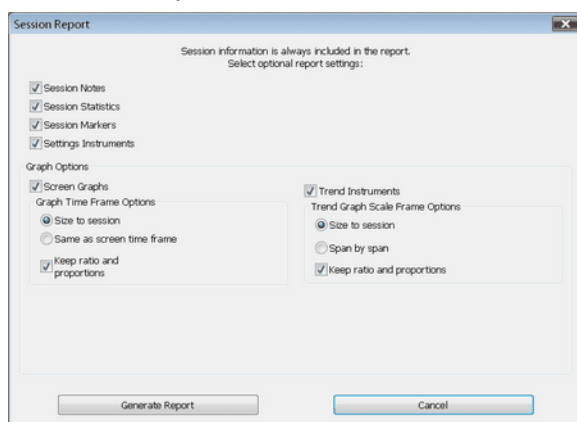 Session Report
Session information is always included in the report.
Select optional report settings:
Session Notes
Session Statistics
Session Markers
Settings Instruments
Graph Options
Screen Graphs
Graph Time Frame Options
Size to session
Same as screen time frame
Keep ratio and
proportions
Trend Instruments
Trend Graph Scale Frame Options
Size to session
Span by span
Keep ratio and proportions
Generate Report
Cancel